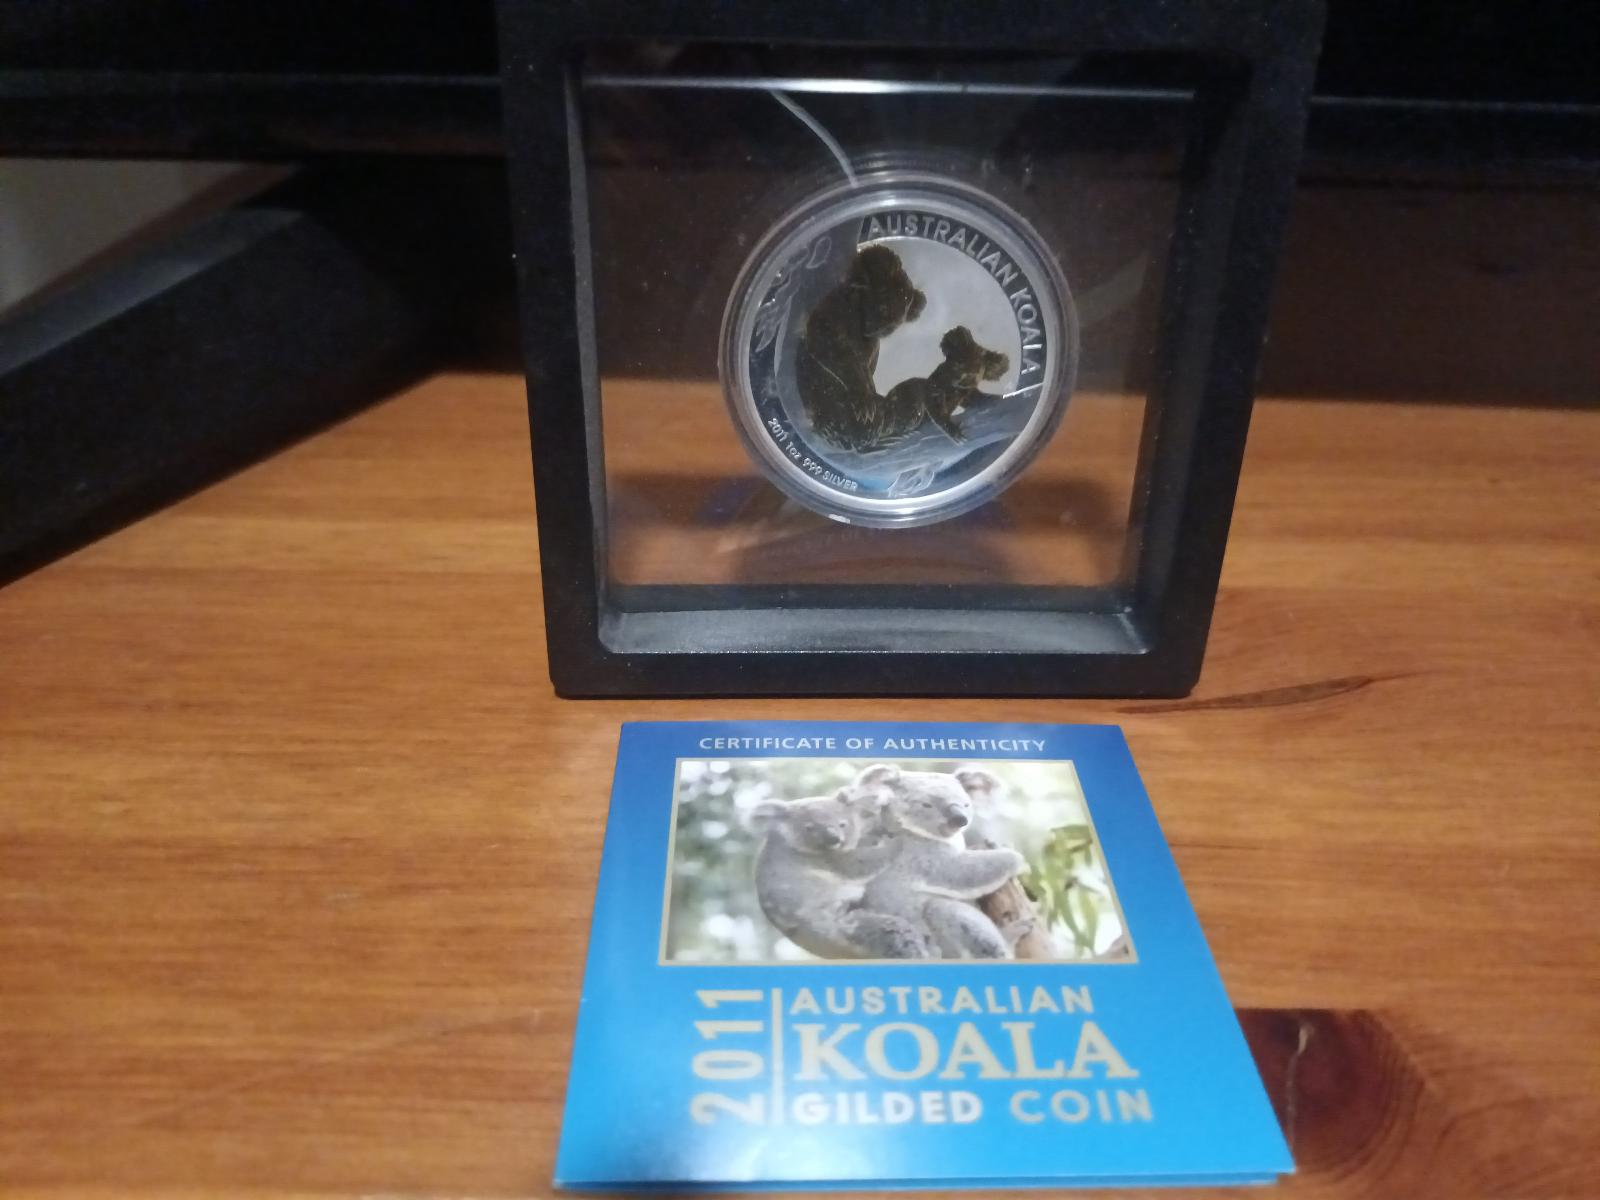 AUSTRALIAN KOALA
2011 1oz 999 SILVER
CERTIFICATE OF AUTHENTICITY
2011
AUSTRALIAN
KOALA
GILDED COIN